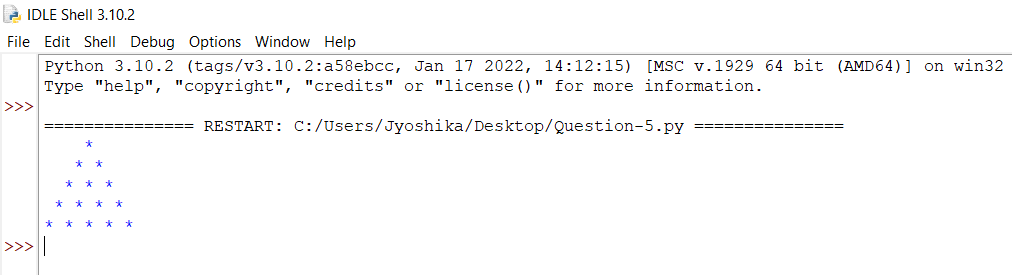 IDLE Shell 3.10.2
File Edit Shell Debug Options Window Help
Python 3.10.2 (tags/v3.10.2:a58ebcc, Jan 17 2022, 14:12:15) [MSC v.1929 64 bit (AMD64)] on win32
Type "help", "copyright", "credits" or "license()" for more information.
>>>
=============== RESTART: C:/Users/Jyoshika/Desktop/Question-5.py ===============
    *
   * *
  * * *
 * * * *
* * * * *
>>>